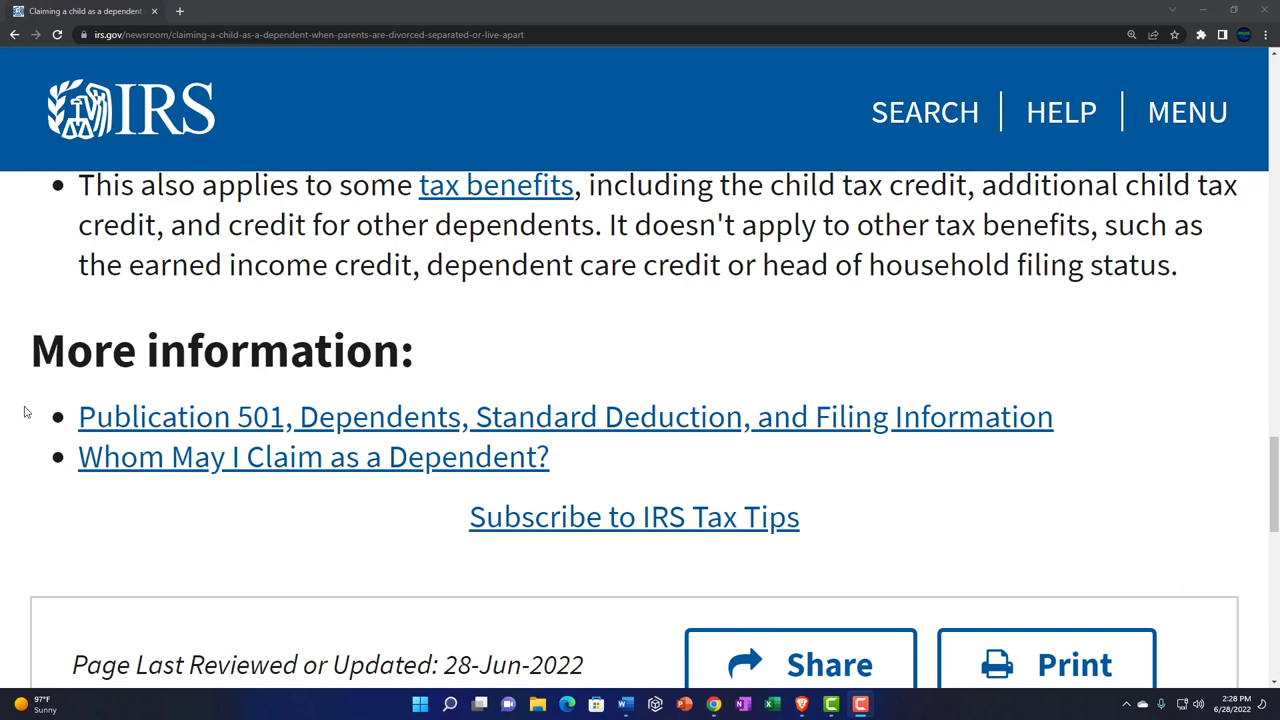 Claiming a child as a dependent
irs.gov/newsroom/claiming-a-child-as-a-dependent-when-parents-are-divorced-separated-or-live-apart
IRS
SEARCH
HELP
MENU
• This also applies to some tax benefits, including the child tax credit, additional child tax
credit, and credit for other dependents. It doesn't apply to other tax benefits, such as
the earned income credit, dependent care credit or head of household filing status.
More information:
• Publication 501, Dependents, Standard Deduction, and Filing Information
• Whom May I Claim as a Dependent?
Subscribe to IRS Tax Tips
Page Last Reviewed or Updated: 28-Jun-2022
Share
Print
97°F
Sunny
2:28 PM
6/28/2022